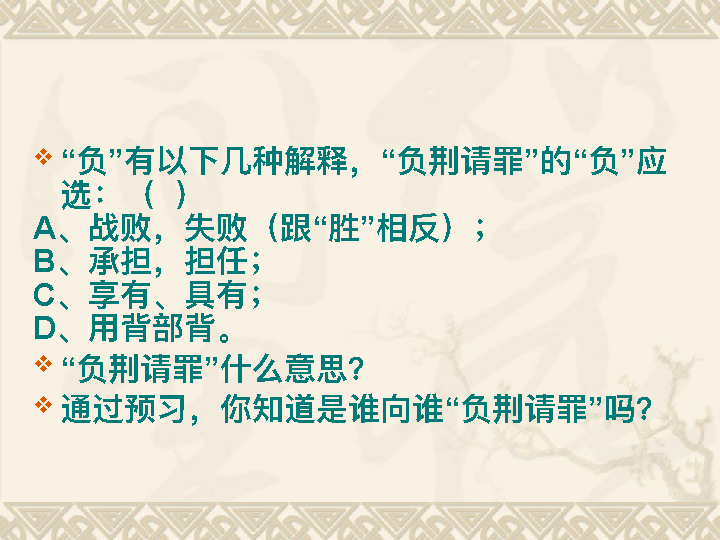 “负”有以下几种解释，“负荆请罪”的“负”应
选：（ ）
A、战败，失败（跟“胜”相反）；
B、承担，担任；
C、享有、具有；
D、用背部背。
“负荆请罪”什么意思？
通过预习，你知道是谁向谁“负荆请罪”吗？